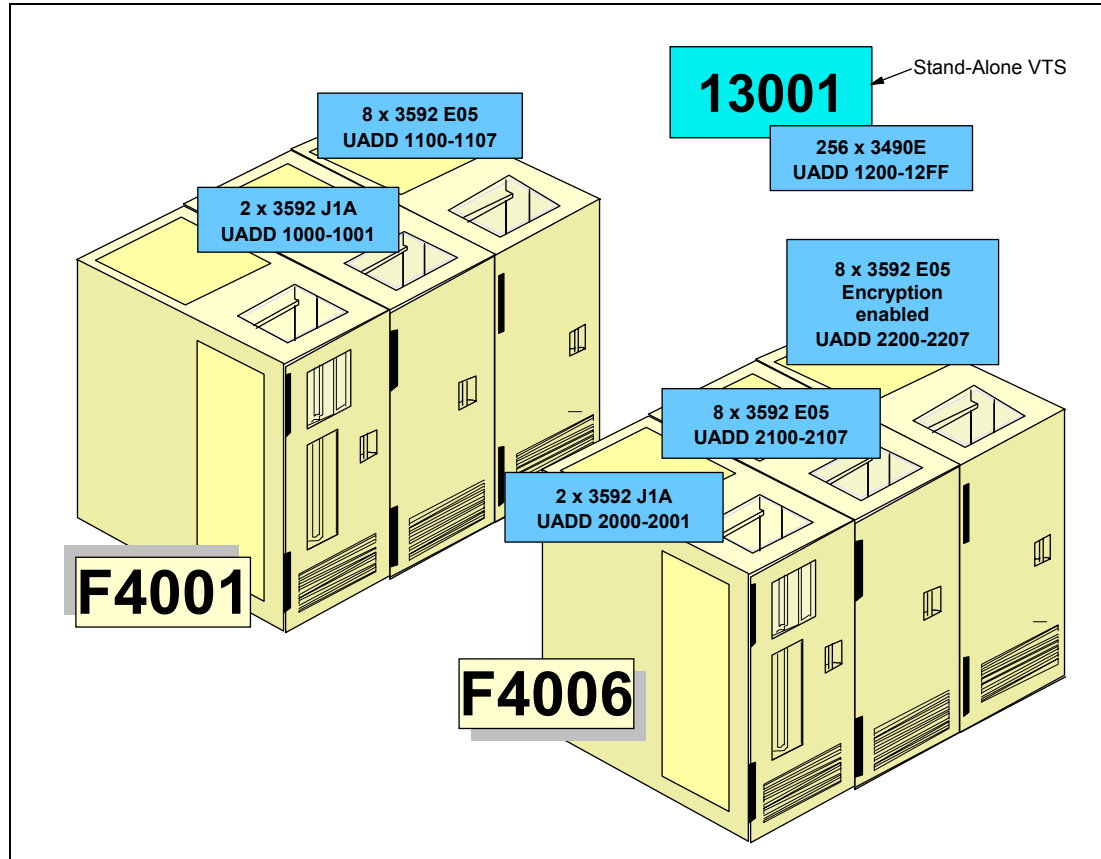 13001
Stand-Alone VTS
256 x 3490E
UADD 1200-12FF
8 x 3592 E05
UADD 1100-1107
2 x 3592 J1A
UADD 1000-1001
F4001
8 x 3592 E05
Encryption
enabled
UADD 2200-2207
8 x 3592 E05
UADD 2100-2107
2 x 3592 J1A
UADD 2000-2001
F4006